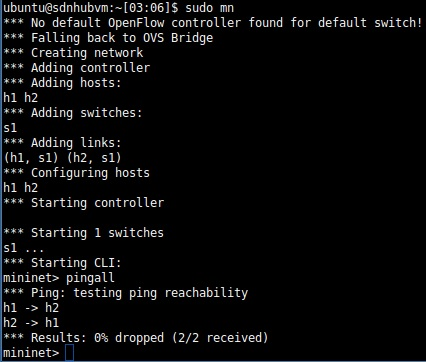 ubuntu@sdnhubvm:~[03:06]$ sudo mn
*** No default OpenFlow controller found for default switch!
*** Falling back to OVS Bridge
*** Creating network
*** Adding controller
*** Adding hosts:
h1 h2
*** Adding switches:
s1
*** Adding links:
(h1, s1) (h2, s1)
*** Configuring hosts
h1 h2
*** Starting controller

*** Starting 1 switches
s1 ...
*** Starting CLI:
mininet> pingall
*** Ping: testing ping reachability
h1 -> h2
h2 -> h1
*** Results: 0% dropped (2/2 received)
mininet>